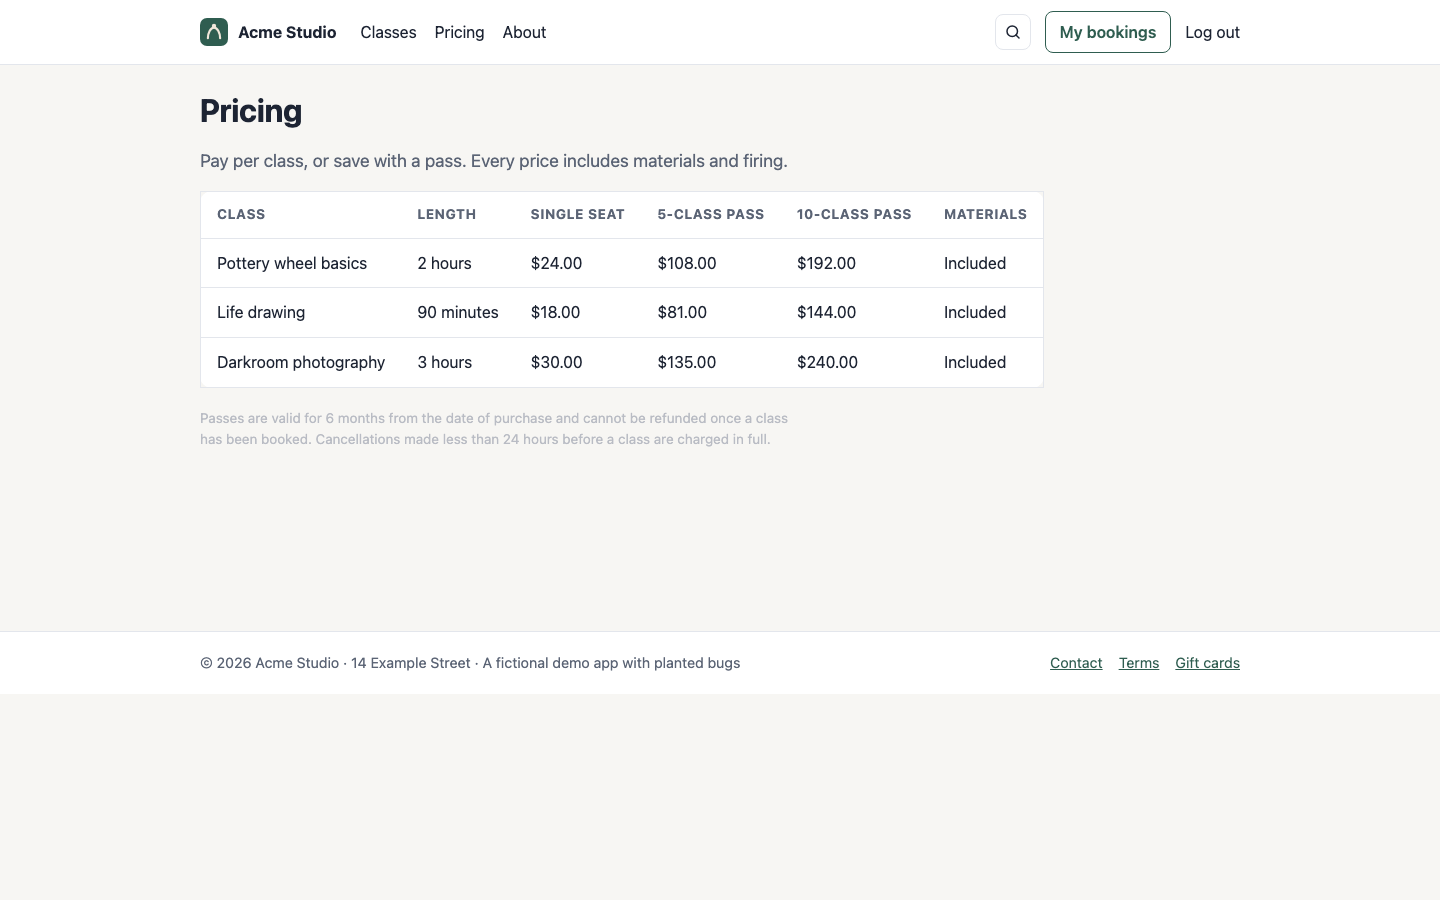 Acme Studio Classes Pricing About My bookings Log out
Pricing
Pay per class, or save with a pass. Every price includes materials and firing.
CLASS LENGTH SINGLE SEAT 5-CLASS PASS 10-CLASS PASS MATERIALS
Pottery wheel basics 2 hours $24.00 $108.00 $192.00 Included
Life drawing 90 minutes $18.00 $81.00 $144.00 Included
Darkroom photography 3 hours $30.00 $135.00 $240.00 Included
Passes are valid for 6 months from the date of purchase and cannot be refunded once a class
has been booked. Cancellations made less than 24 hours before a class are charged in full.
© 2026 Acme Studio · 14 Example Street · A fictional demo app with planted bugs Contact Terms Gift cards